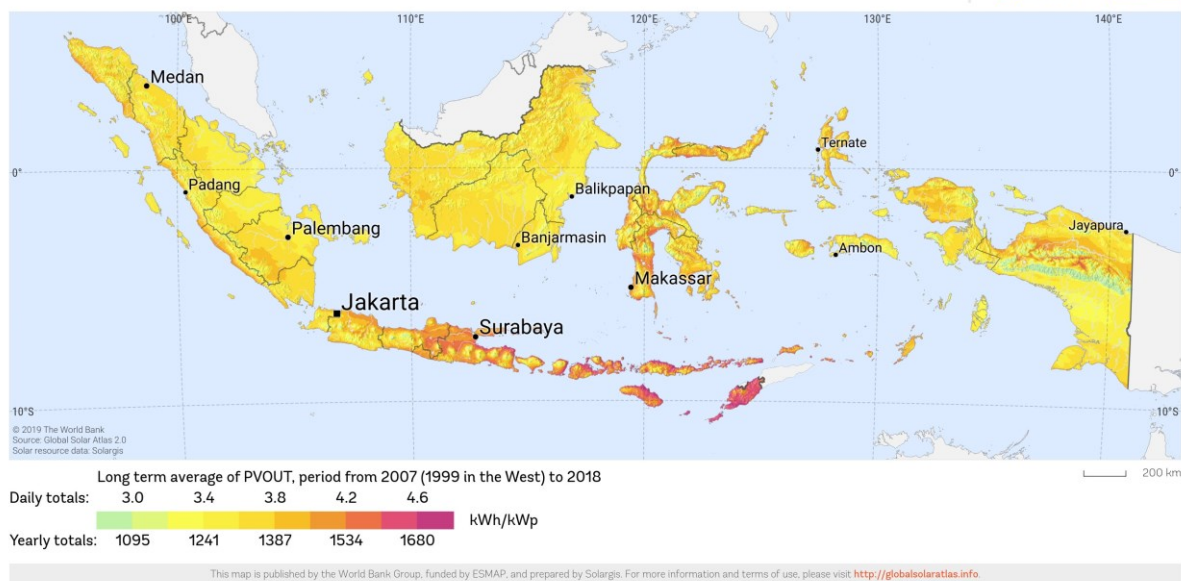 100°E 110°E 120°E 130°E 140°E
Medan
Ternate
0° 0°
Padang
Balikpapan
Palembang
Jayapura
Banjarmasin
Ambon
Makassar
Jakarta
Surabaya
10°S 10°S
© 2019 The World Bank
Source: Global Solar Atlas 2.0
Solar resource data: Solargis
200 km
Long term average of PVOUT, period from 2007 (1999 in the West) to 2018
Daily totals: 3.0 3.4 3.8 4.2 4.6
kWh/kWp
Yearly totals: 1095 1241 1387 1534 1680
This map is published by the World Bank Group, funded by ESMAP, and prepared by Solargis. For more information and terms of use, please visit http://globalsolaratlas.info.